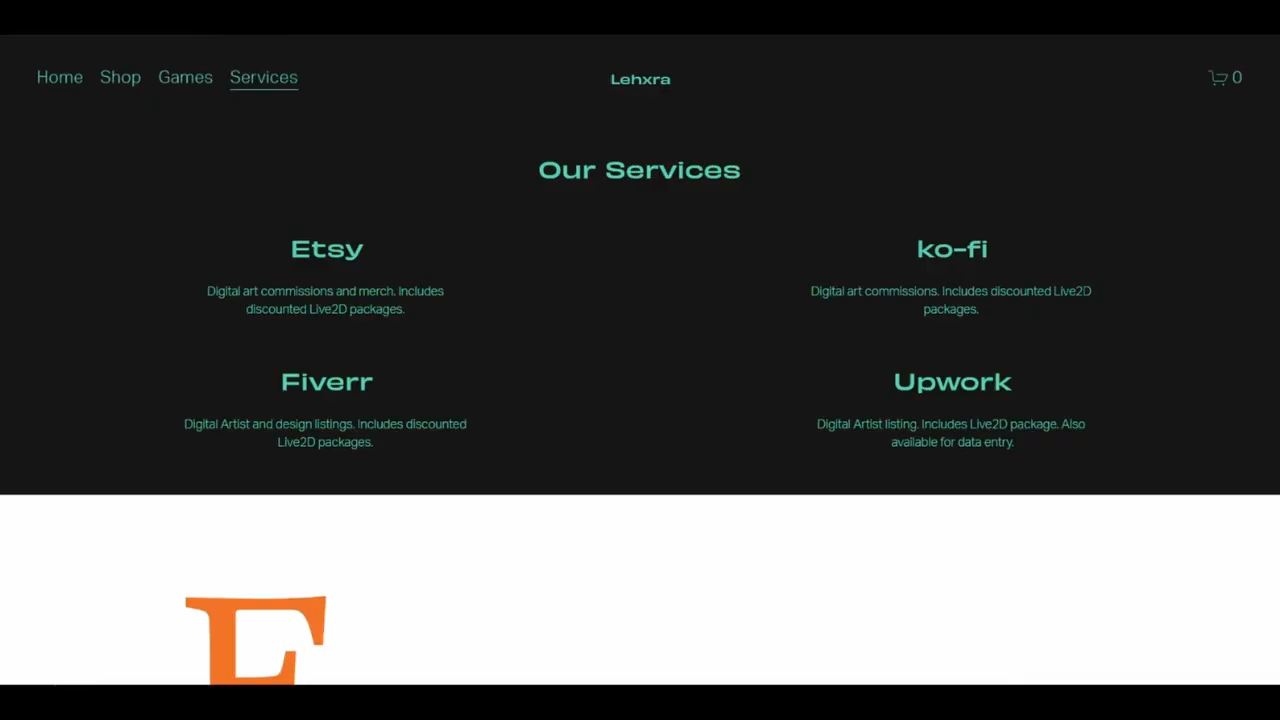 Home Shop Games Services
Lehxra
0
Our Services
Etsy
Digital art commissions and merch. Includes
discounted Live2D packages.
ko-fi
Digital art commissions. Includes discounted Live2D
packages.
Fiverr
Digital Artist and design listings. Includes discounted
Live2D packages.
Upwork
Digital Artist listing. Includes Live2D package. Also
available for data entry.
E